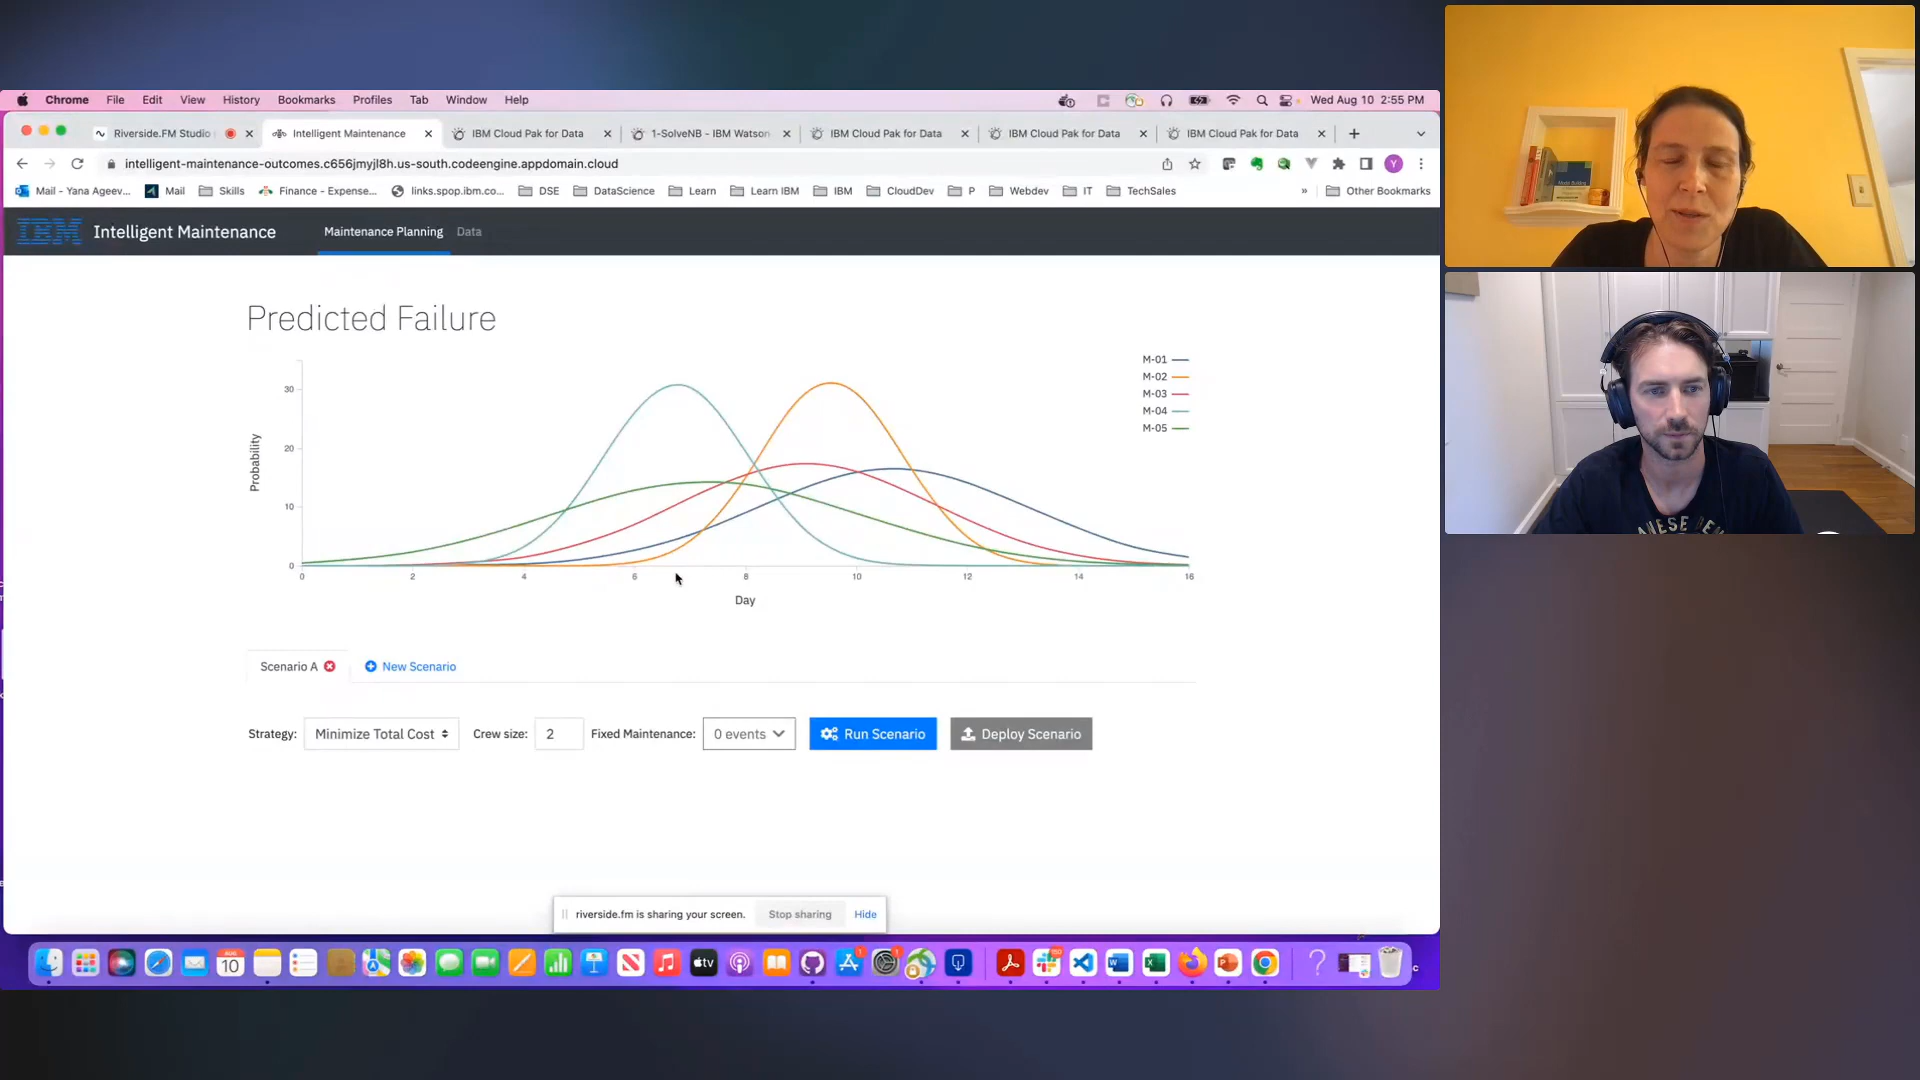 Chrome File Edit View History Bookmarks Profiles Tab Window Help
Wed Aug 10 2:55 PM
Riverside.FM Studio
Intelligent Maintenance
IBM Cloud Pak for Data
1-SolveNB - IBM Watson
IBM Cloud Pak for Data
IBM Cloud Pak for Data
IBM Cloud Pak for Data
intelligent-maintenance-outcomes.c656jmyjl8h.us-south.codeengine.appdomain.cloud
Y
Mail - Yana Ageev... Mail Skills Finance - Expense... links.spop.ibm.co... DSE DataScience Learn Learn IBM IBM CloudDev P Webdev IT TechSales » Other Bookmarks
IBM Intelligent Maintenance Maintenance Planning Data
Predicted Failure
M-01
M-02
M-03
M-04
M-05
Probability
30
20
10
0
0 2 4 6 8 10 12 14 16
Day
Scenario A New Scenario
Strategy: Minimize Total Cost Crew size: 2 Fixed Maintenance: 0 events Run Scenario Deploy Scenario
riverside.fm is sharing your screen. Stop sharing Hide
AUG
10
tv